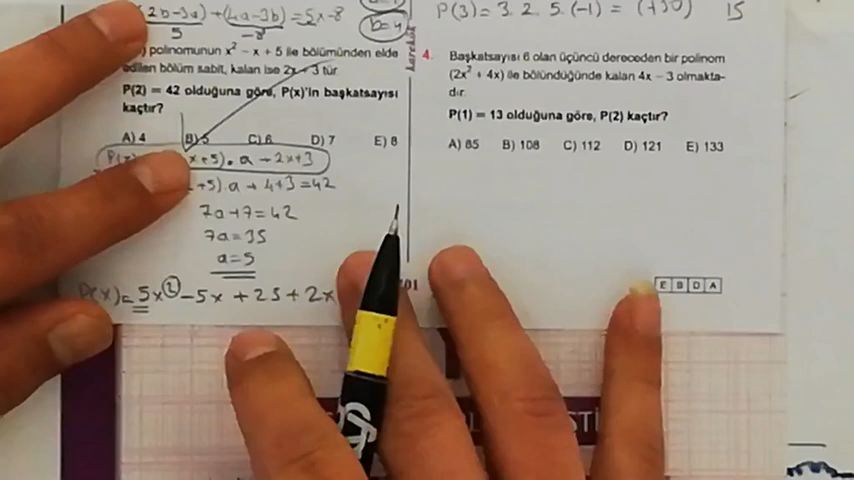 (2b-3a) + (4a-3b) = 5x-8
5 -8
b=4
P(3) = 3. 2. 5. (-1) = (+30) 15
polinomunun x² - x + 5 ile bölümünden elde
edilen bölüm sabit, kalan ise 2x + 3 tür.
P(2) = 42 olduğuna göre, P(x)'in başkatsayısı
kaçtır?
A) 4 B) 5 C) 6 D) 7 E) 8
x+5). a + 2x+3
+5). a + 4+3 = 42
7a+7 = 42
7a = 35
a = 5
P(x) = 5x² - 5x + 25 + 2x
karekök
4. Başkatsayısı 6 olan üçüncü dereceden bir polinom
(2x² + 4x) ile bölündüğünde kalan 4x - 3 olmakta-
dır.
P(1) = 13 olduğuna göre, P(2) kaçtır?
A) 85 B) 108 C) 112 D) 121 E) 133
E B D A